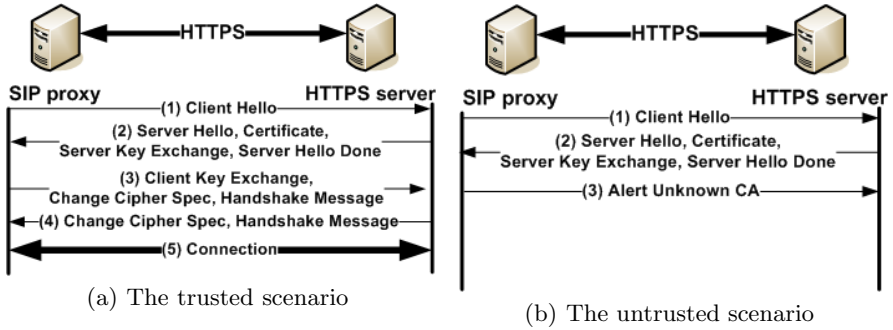 HTTPS
SIP proxy HTTPS server
(1) Client Hello
(2) Server Hello, Certificate,
Server Key Exchange, Server Hello Done
(3) Client Key Exchange,
Change Cipher Spec, Handshake Message
(4) Change Cipher Spec, Handshake Message
(5) Connection
(a) The trusted scenario
HTTPS
SIP proxy HTTPS server
(1) Client Hello
(2) Server Hello, Certificate,
Server Key Exchange, Server Hello Done
(3) Alert Unknown CA
(b) The untrusted scenario